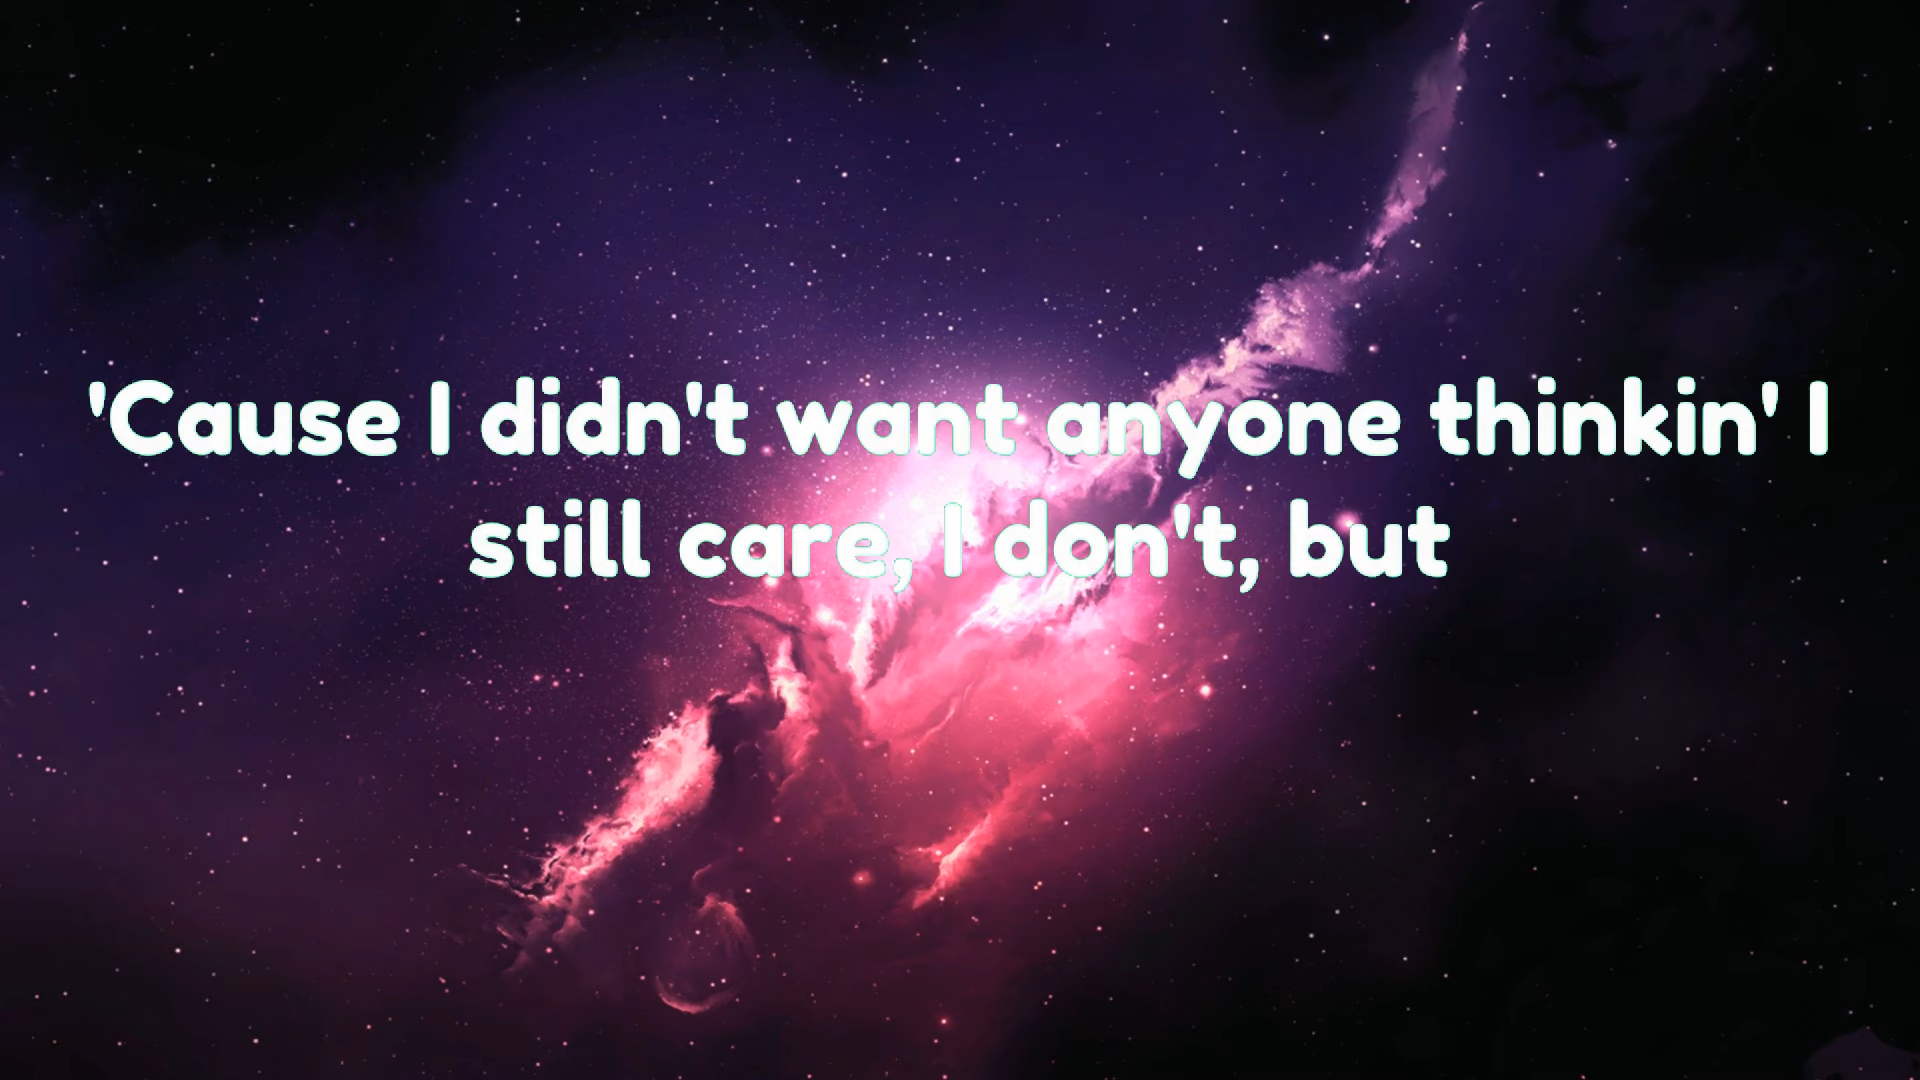 'Cause I didn't want anyone thinkin' I
still care, I don't, but